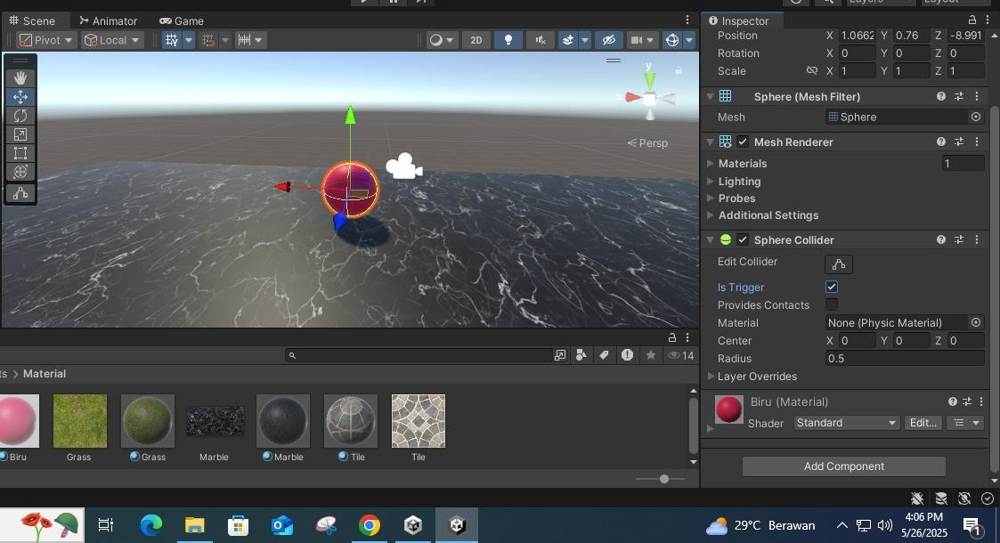 Scene Animator Game
Inspector
Layers Layout
Pivot Local 2D
Position X 1.0662 Y 0.76 Z -8.991
Rotation X 0 Y 0 Z 0
Scale X 1 Y 1 Z 1
Sphere (Mesh Filter)
Mesh Sphere
Mesh Renderer
Materials 1
Lighting
Probes
Additional Settings
Sphere Collider
Edit Collider
Is Trigger
Provides Contacts
Material None (Physic Material)
Center X 0 Y 0 Z 0
Radius 0.5
Layer Overrides
Biru (Material)
Shader Standard Edit...
Add Component
y
x
Persp
14
ts > Material
Biru Grass Grass Marble Marble Tile Tile
29°C Berawan
4:06 PM
5/26/2025
1